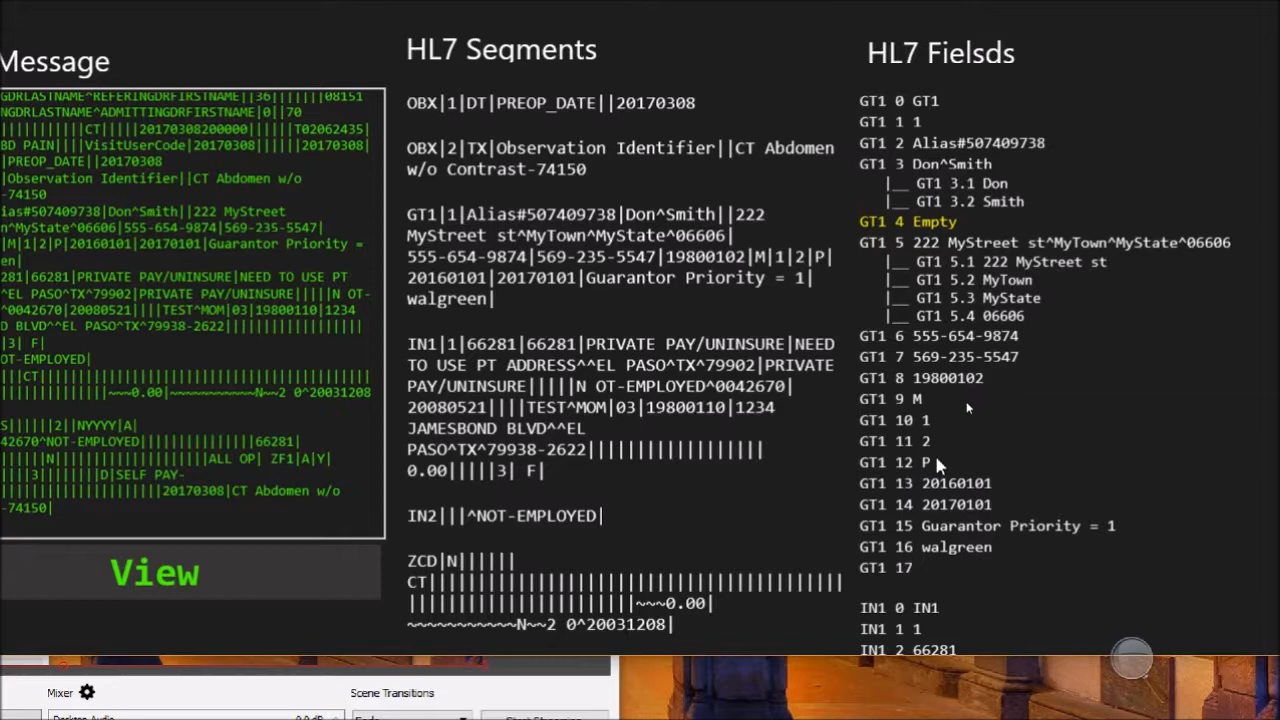 Message
GDRLASTNAME^REFERINGDRFIRSTNAME||36|||||||08151
NGDRLASTNAME^ADMITTINGDRFIRSTNAME|0||70
||||||||||||CT|||||20170308200000||||||T02062435|
BD PAIN||||VisitUserCode|20170308||||||20170308|
|PREOP_DATE||20170308
|Observation Identifier||CT Abdomen w/o
-74150
ias#507409738|Don^Smith||222 MyStreet
n^MyState^06606|555-654-9874|569-235-5547|
|M|1|2|P|20160101|20170101|Guarantor Priority =
en|
281|66281|PRIVATE PAY/UNINSURE|NEED TO USE PT
^EL PASO^TX^79902|PRIVATE PAY/UNINSURE|||||N OT-
^0042670|20080521||||TEST^MOM|03|19800110|1234
D BLVD^^EL PASO^TX^79938-2622||||||||||||||||||
|3| F|
OT-EMPLOYED|
|||CT||||||||||||||||||||||||||||||||||||||||||
||||||||||||||||~~~0.00|~~~~~~~~~~~N~~2 0^20031208
S|||||2||NYYYY|A|
42670^NOT-EMPLOYED|||||||||||||||66281|
||||||N|||||||||||||||||||||ALL OP| ZF1|A|Y|
||||3||||||||D|SELF PAY-
||||||||||||||||||||20170308|CT Abdomen w/o
-74150|
View
HL7 Segments
OBX|1|DT|PREOP_DATE||20170308
OBX|2|TX|Observation Identifier||CT Abdomen
w/o Contrast-74150
GT1|1|Alias#507409738|Don^Smith||222
MyStreet st^MyTown^MyState^06606|
555-654-9874|569-235-5547|19800102|M|1|2|P|
20160101|20170101|Guarantor Priority = 1|
walgreen|
IN1|1|66281|66281|PRIVATE PAY/UNINSURE|NEED
TO USE PT ADDRESS^^EL PASO^TX^79902|PRIVATE
PAY/UNINSURE|||||N OT-EMPLOYED^0042670|
20080521||||TEST^MOM|03|19800110|1234
JAMESBOND BLVD^^EL
PASO^TX^79938-2622||||||||||||||||||
0.00|||||3| F|
IN2|||^NOT-EMPLOYED|
ZCD|N||||||
CT|||||||||||||||||||||||||||||||||||||||||||
|||||||||||||||||||||||~~~0.00|
~~~~~~~~~~~N~~2 0^20031208|
HL7 Fielsds
GT1 0 GT1
GT1 1 1
GT1 2 Alias#507409738
GT1 3 Don^Smith
|__ GT1 3.1 Don
|__ GT1 3.2 Smith
GT1 4 Empty
GT1 5 222 MyStreet st^MyTown^MyState^06606
|__ GT1 5.1 222 MyStreet st
|__ GT1 5.2 MyTown
|__ GT1 5.3 MyState
|__ GT1 5.4 06606
GT1 6 555-654-9874
GT1 7 569-235-5547
GT1 8 19800102
GT1 9 M
GT1 10 1
GT1 11 2
GT1 12 P
GT1 13 20160101
GT1 14 20170101
GT1 15 Guarantor Priority = 1
GT1 16 walgreen
GT1 17
IN1 0 IN1
IN1 1 1
IN1 2 66281
Mixer
Scene Transitions
Desktop Audio
0.0 dB
Fade
Start Streaming